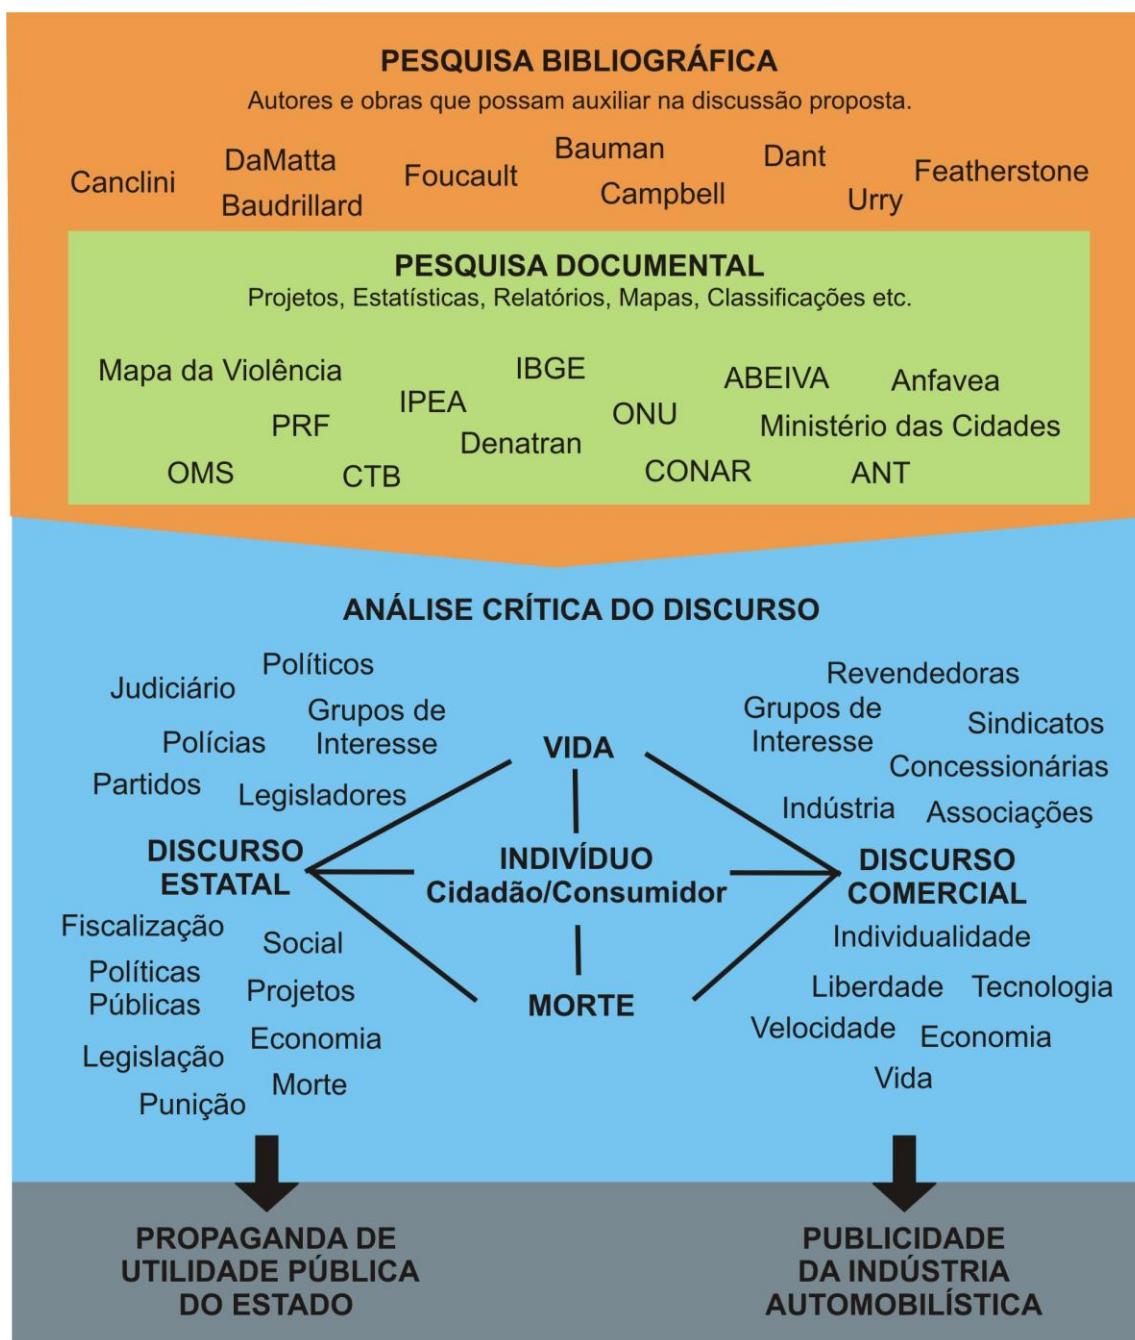 PESQUISA BIBLIOGRÁFICA
Autores e obras que possam auxiliar na discussão proposta.
Canclini
DaMatta
Baudrillard
Foucault
Bauman
Campbell
Dant
Urry
Featherstone
PESQUISA DOCUMENTAL
Projetos, Estatísticas, Relatórios, Mapas, Classificações etc.
Mapa da Violência
IBGE
ABEIVA
Anfavea
IPEA
ONU
PRF
Denatran
Ministério das Cidades
OMS
CTB
CONAR
ANT
ANÁLISE CRÍTICA DO DISCURSO
Políticos
Judiciário
Grupos de
Interesse
Polícias
Partidos
Legisladores
Revendedoras
Grupos de
Interesse
Sindicatos
Concessionárias
Indústria
Associações
VIDA
DISCURSO
ESTATAL
INDIVÍDUO
Cidadão/Consumidor
DISCURSO
COMERCIAL
MORTE
Fiscalização
Social
Políticas
Públicas
Projetos
Economia
Legislação
Morte
Punição
Individualidade
Liberdade
Tecnologia
Velocidade
Economia
Vida
PROPAGANDA DE
UTILIDADE PÚBLICA
DO ESTADO
PUBLICIDADE
DA INDÚSTRIA
AUTOMOBILÍSTICA